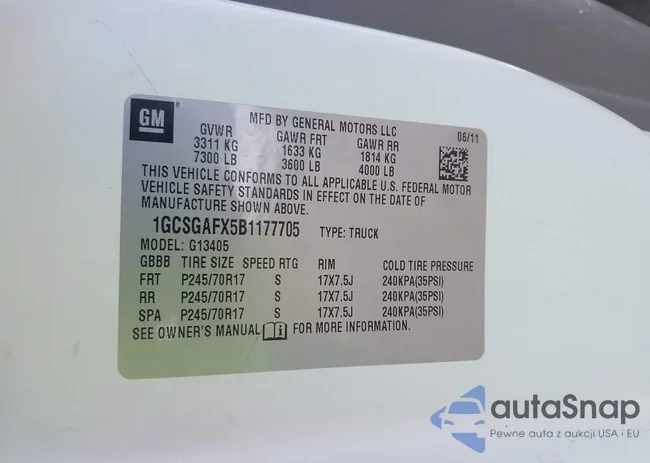 GM
MFD BY GENERAL MOTORS LLC
06/11
GVWR GAWR FRT GAWR RR
3311 KG 1633 KG 1814 KG
7300 LB 3600 LB 4000 LB
THIS VEHICLE CONFORMS TO ALL APPLICABLE U.S. FEDERAL MOTOR
VEHICLE SAFETY STANDARDS IN EFFECT ON THE DATE OF
MANUFACTURE SHOWN ABOVE.
1GCSGAFX5B1177705 TYPE: TRUCK
MODEL: G13405
GBBB TIRE SIZE SPEED RTG RIM COLD TIRE PRESSURE
FRT P245/70R17 S 17X7.5J 240KPA(35PSI)
RR P245/70R17 S 17X7.5J 240KPA(35PSI)
SPA P245/70R17 S 17X7.5J 240KPA(35PSI)
SEE OWNER'S MANUAL FOR MORE INFORMATION.
autaSnap
Pewne auta z aukcji USA i EU